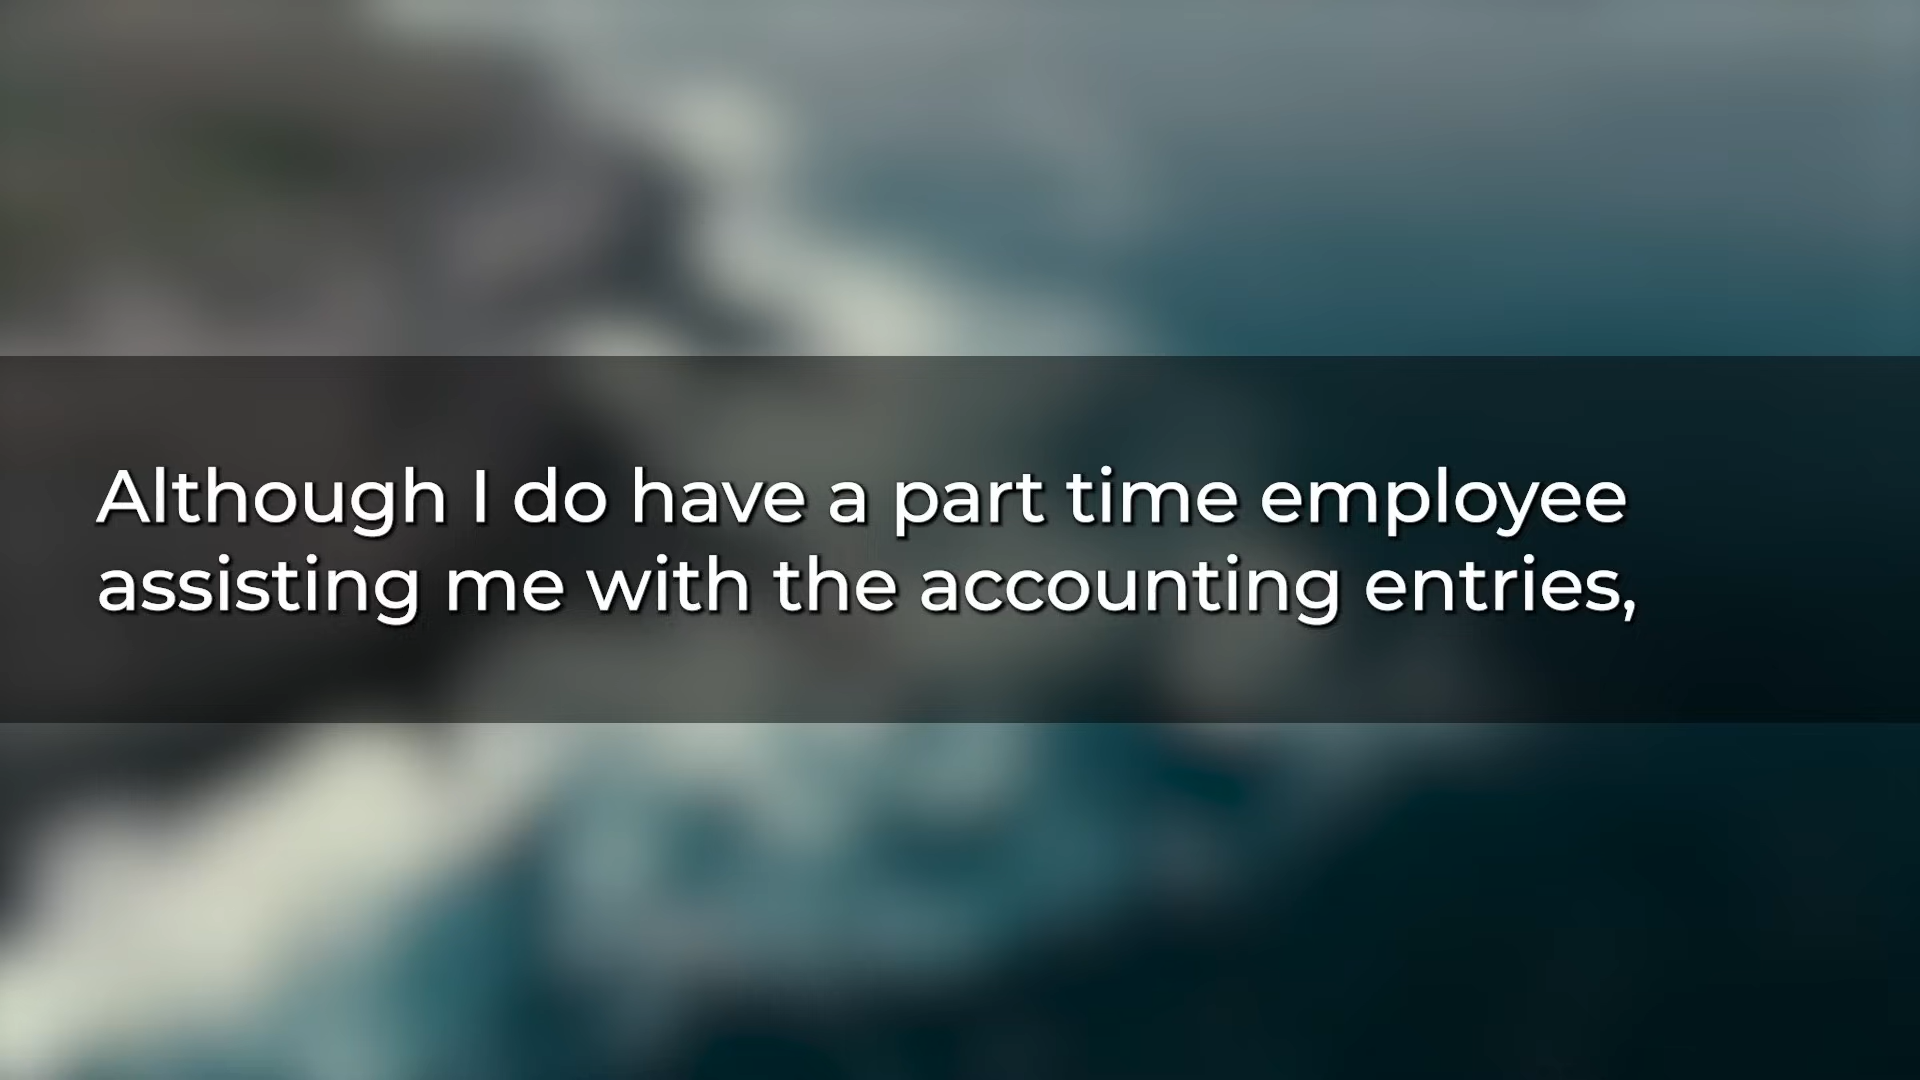 Although I do have a part time employee
assisting me with the accounting entries,